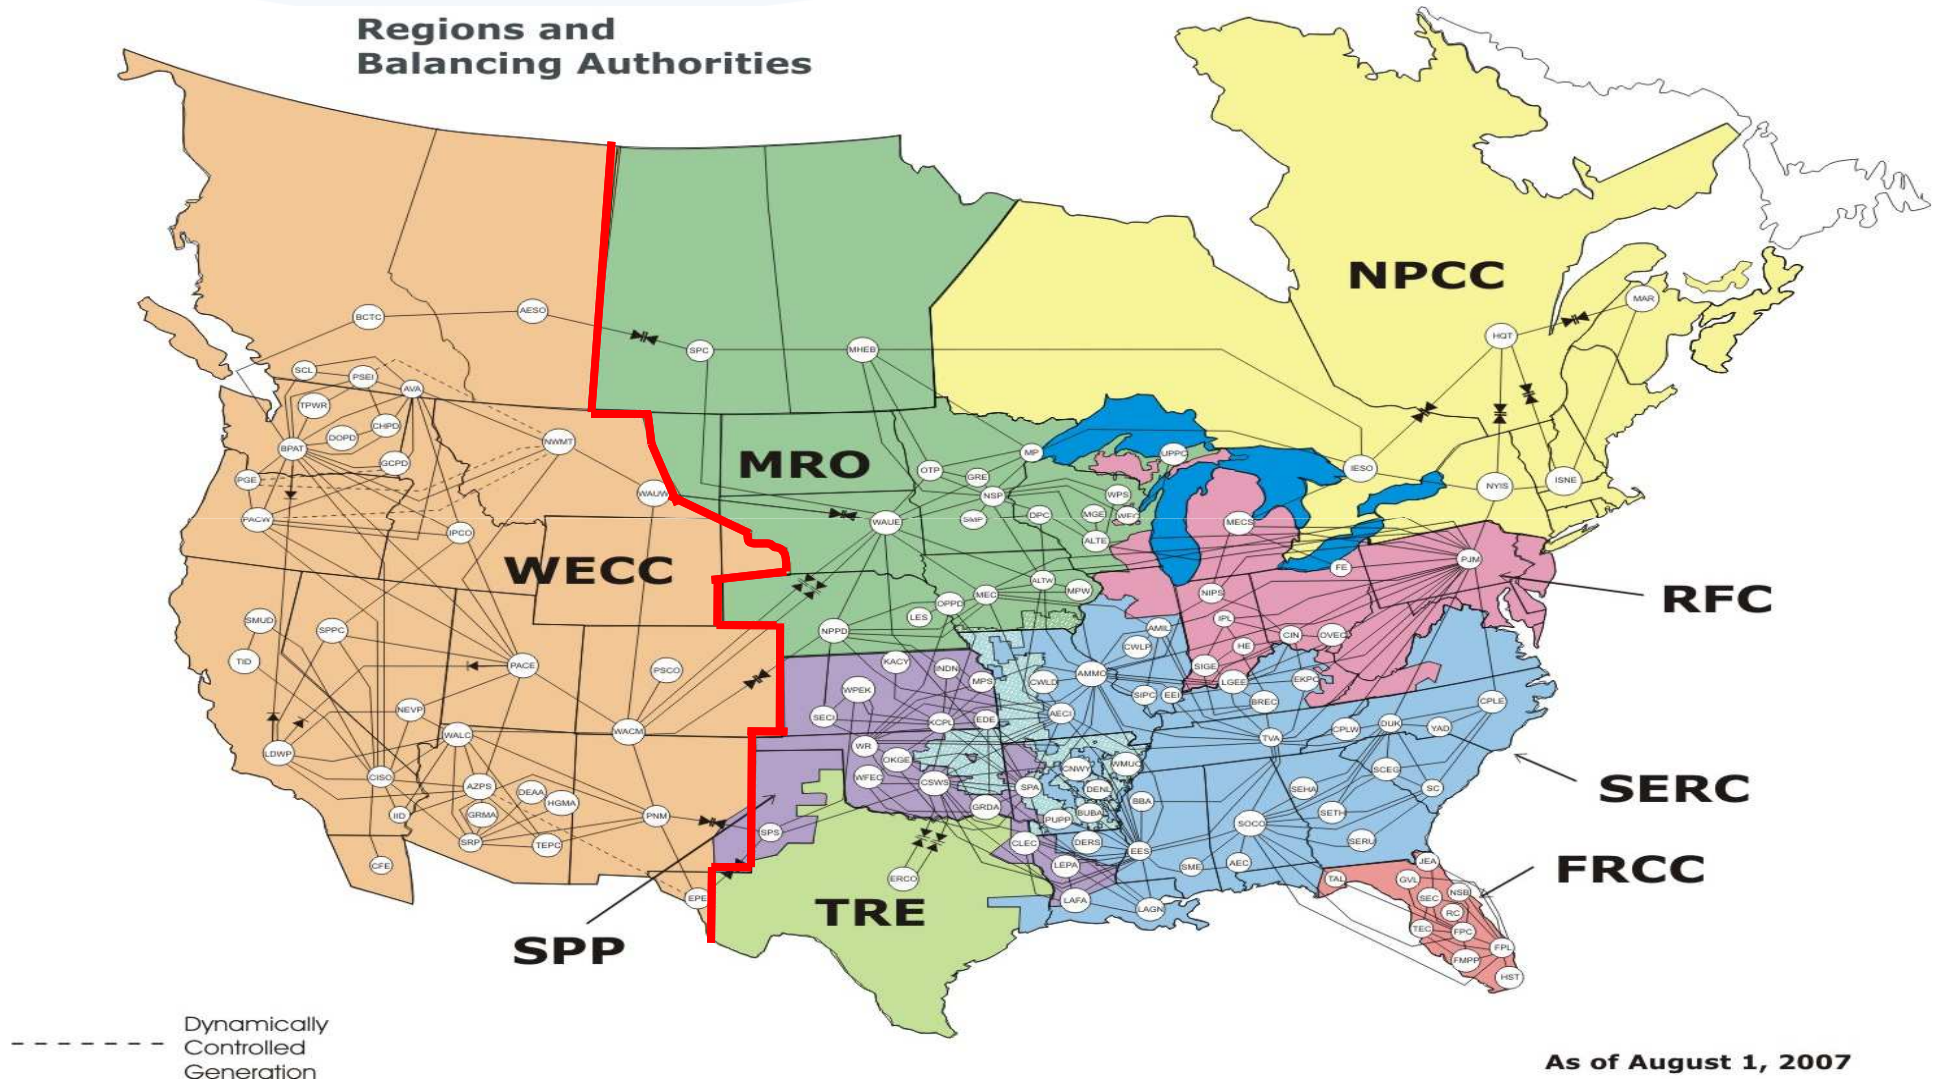 Regions and
Balancing Authorities
NPCC
MAR
HQT
BCTC
AESO
SPC
MHEB
SCL
PSEI
AVA
TPWR
CHPD
DOPD
BPAT
GCPD
NWMT
PGE
PACW
WAUW
IPCO
MRO
OTP
GRE
MP
UPPC
NSP
WPS
WAUE
SMP
DPC
MGE
WEC
ALTE
MECS
IESO
NYIS
ISNE
WECC
PJM
FE
RFC
ALTW
MEC
MPW
OPPD
LES
NPPD
NIPS
IPL
HE
CIN
OVEC
AMIL
CWLP
SIGE
LGEE
EKPC
SMUD
SPPC
TID
PACE
PSCO
KACY
INDN
MPS
WPEK
CWLD
AMMO
SIPC
EEI
BREC
CPLE
NEVP
WALC
WACM
SECI
KCPL
EDE
AECI
TVA
CPLW
DUK
YAD
LDWP
CISO
WR
OKGE
WFEC
CSWS
CNWY
WMUC
SCEG
SERC
AZPS
DEAA
HGMA
SPA
DENL
BBA
SEHA
SC
IID
GRMA
PNM
GRDA
PUPP
BUBA
SETH
SOCO
SRP
TEPC
SPS
CLEC
DERS
EES
SERU
CFE
LEPA
SME
AEC
JEA
FRCC
EPE
ERCO
TAL
GVL
NSB
SEC
TRE
LAFA
LAGN
RC
TEC
FPC
SPP
FPL
FMPP
HST
Dynamically
Controlled
Generation
As of August 1, 2007